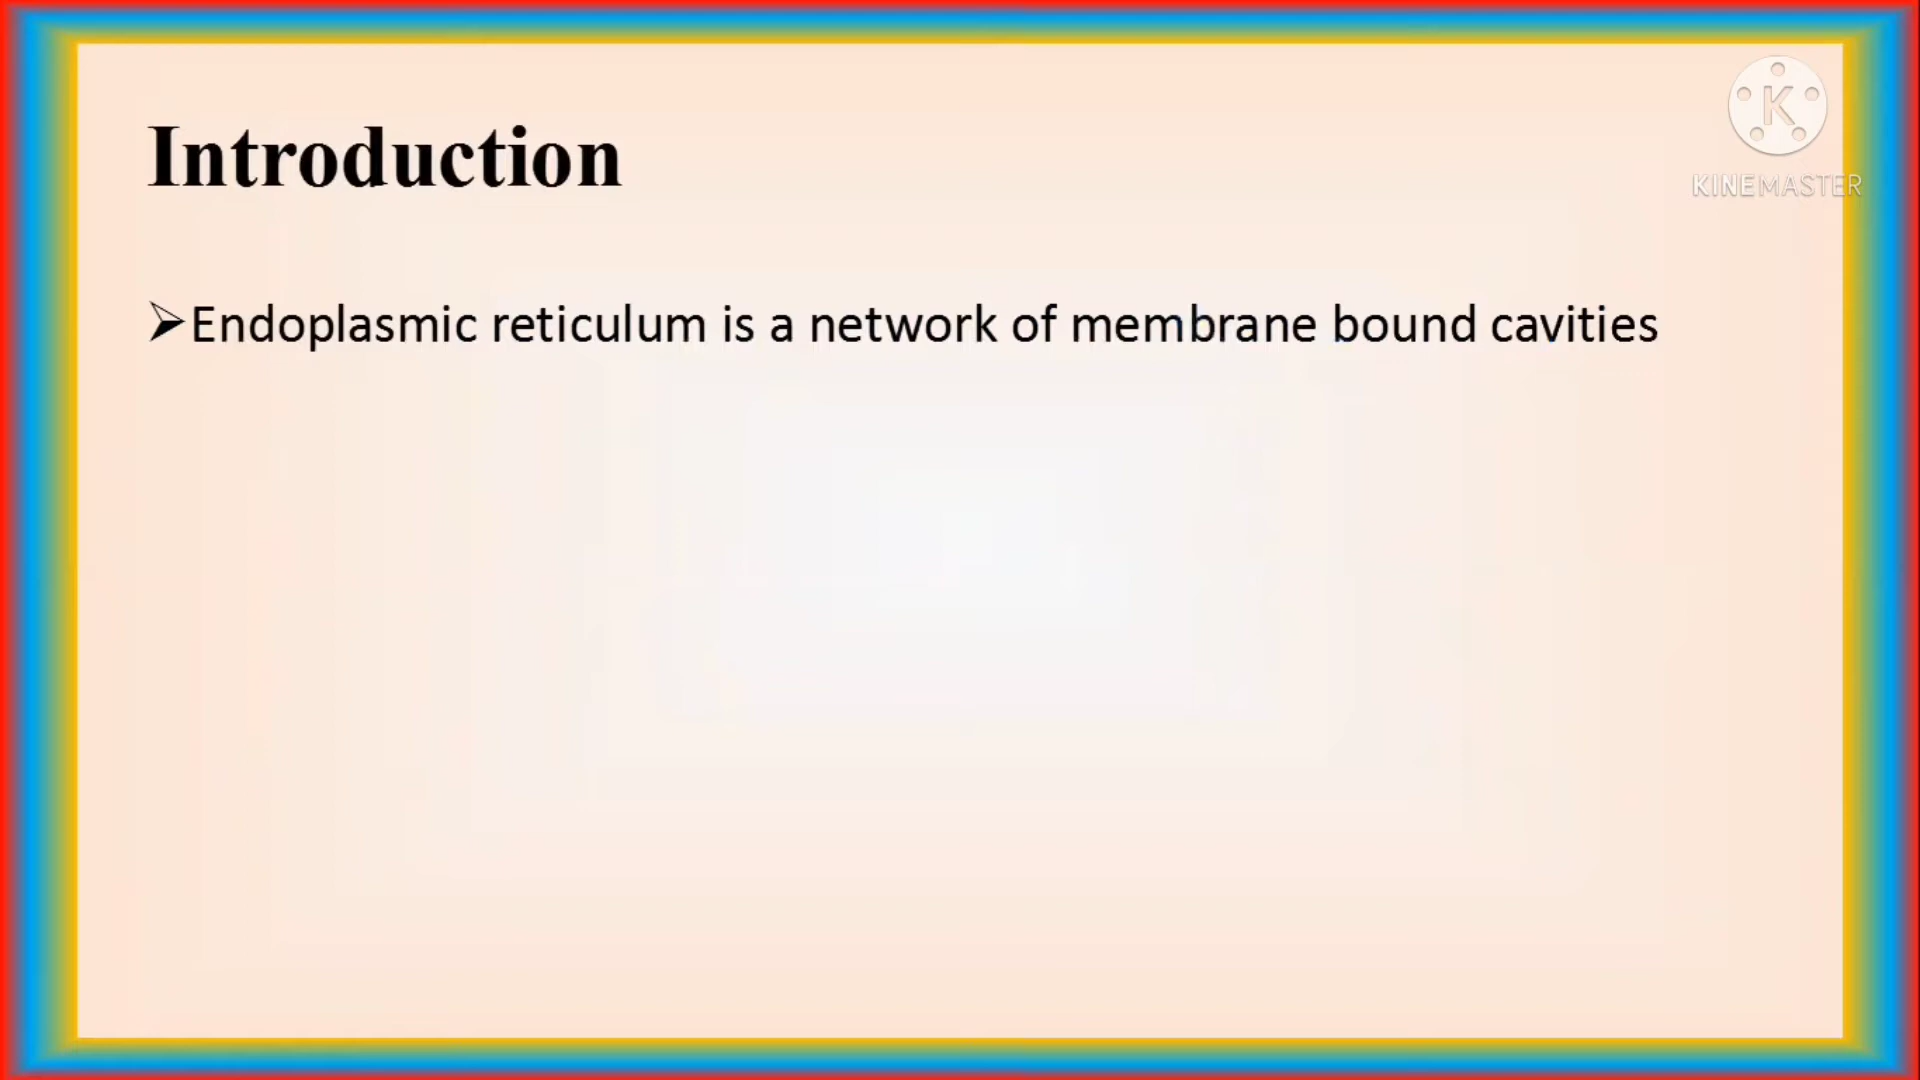 Introduction
K
KINEMASTER
➢Endoplasmic reticulum is a network of membrane bound cavities